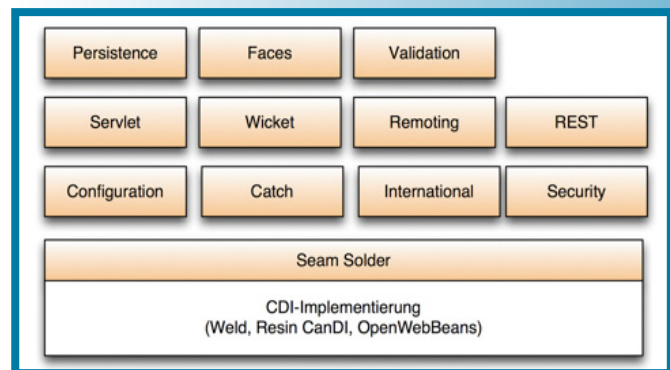 Persistence Faces Validation
Servlet Wicket Remoting REST
Configuration Catch International Security
Seam Solder
CDI-Implementierung
(Weld, Resin CanDI, OpenWebBeans)